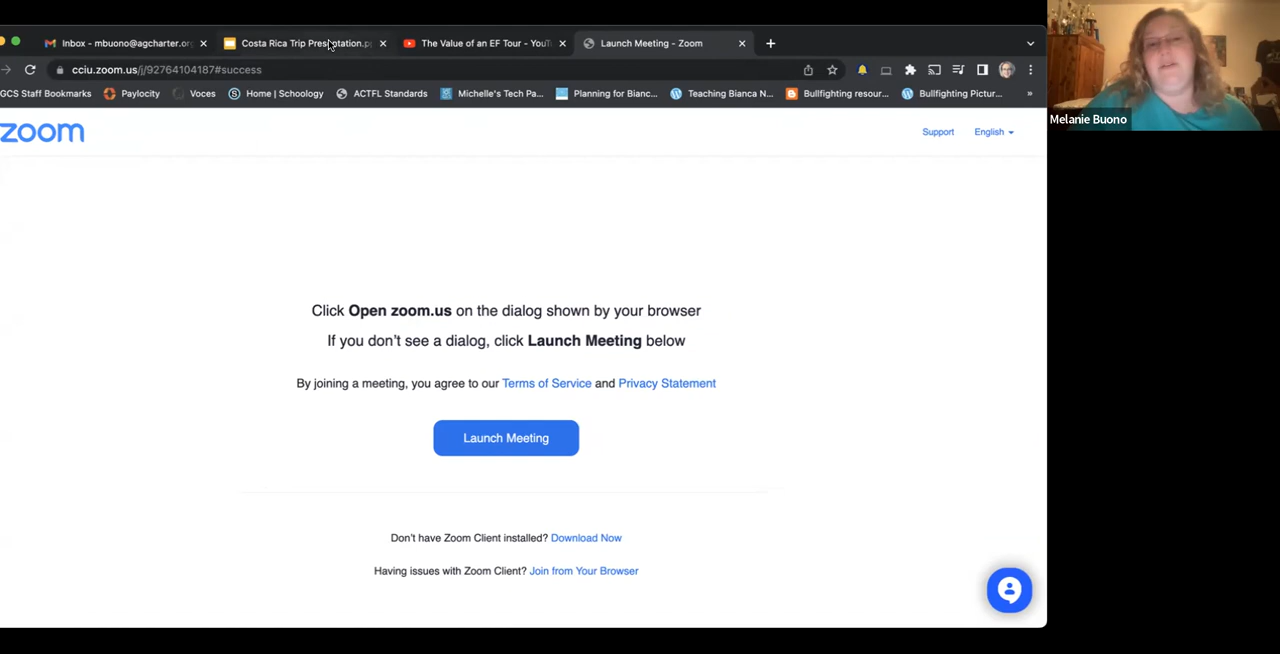 Inbox - mbuono@agcharter.or
Costa Rica Trip Presentation.p
The Value of an EF Tour - YouT
Launch Meeting - Zoom
cciu.zoom.us/j/92764104187#success
GCS Staff Bookmarks
Paylocity
Voces
Home | Schoology
ACTFL Standards
Michelle's Tech Pa...
Planning for Bianc...
Teaching Bianca N...
Bullfighting resour...
Bullfighting Pictur...
»
zoom
Support
English
Click Open zoom.us on the dialog shown by your browser
If you don't see a dialog, click Launch Meeting below
By joining a meeting, you agree to our Terms of Service and Privacy Statement
Launch Meeting
Don't have Zoom Client installed? Download Now
Having issues with Zoom Client? Join from Your Browser
Melanie Buono